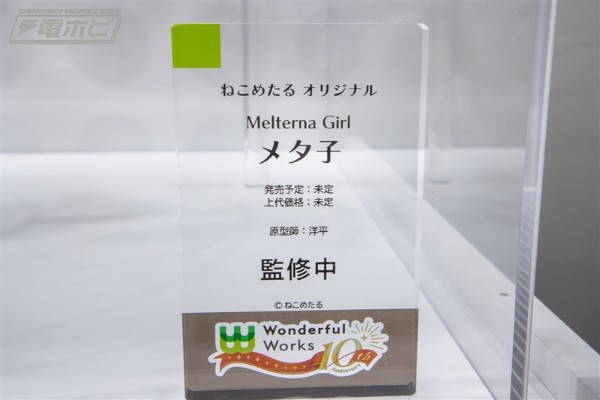 電ホビ
ねこめたる オリジナル
Melterna Girl
メタ子
発売予定：未定
上代価格：未定
原型師：洋平
監修中
©ねこめたる
Wonderful
Works
10th
Anniversary